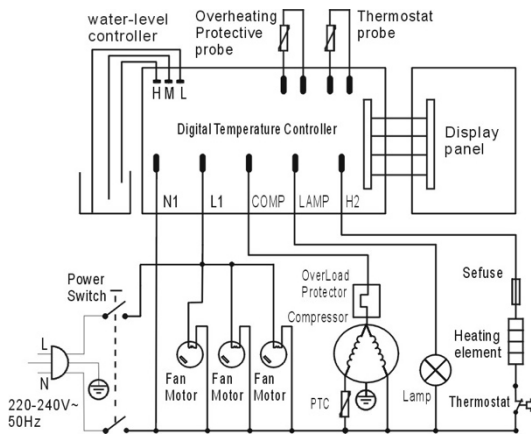 water-level
controller
Overheating
Protective
probe
Thermostat
probe
H M L
Digital Temperature Controller
Display
panel
N1 L1 COMP LAMP H2
Power
Switch
OverLoad
Protector
Compressor
Sefuse
Heating
element
L
N
220-240V~
50Hz
Fan
Motor
Fan
Motor
Fan
Motor
PTC
Lamp
Thermostat